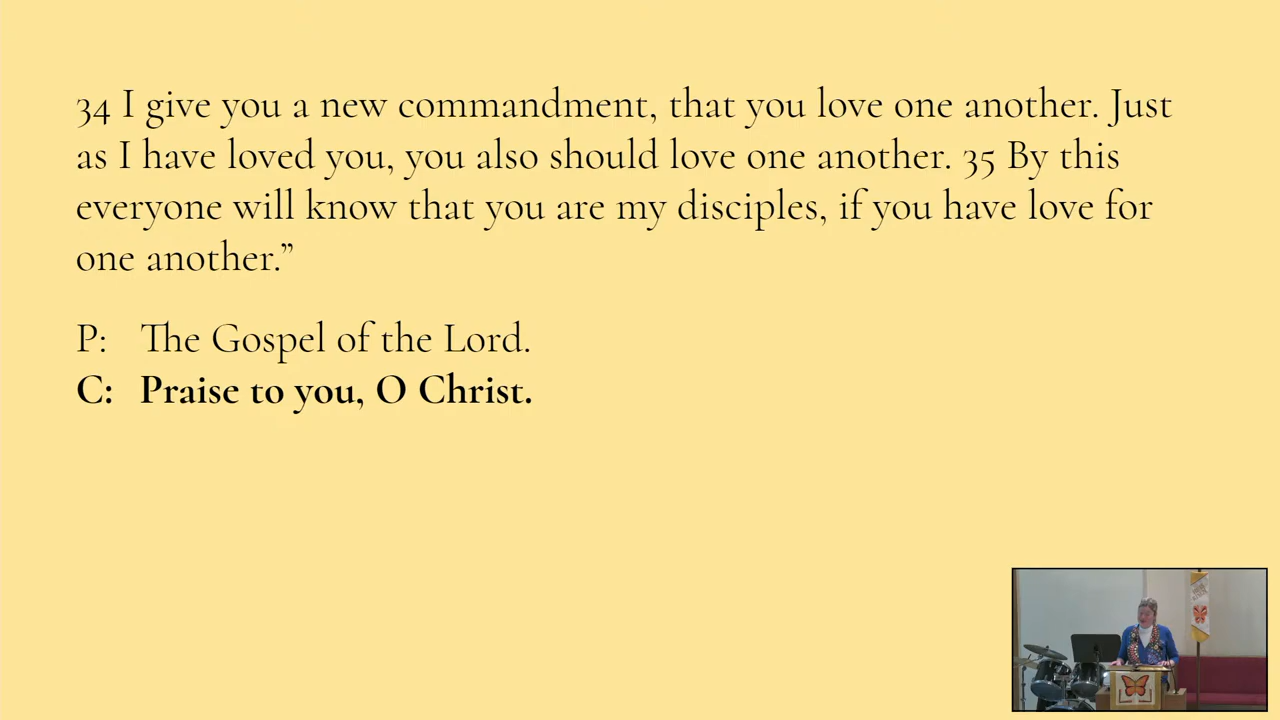 34 I give you a new commandment, that you love one another. Just
as I have loved you, you also should love one another. 35 By this
everyone will know that you are my disciples, if you have love for
one another.”
P: The Gospel of the Lord.
C: Praise to you, O Christ.